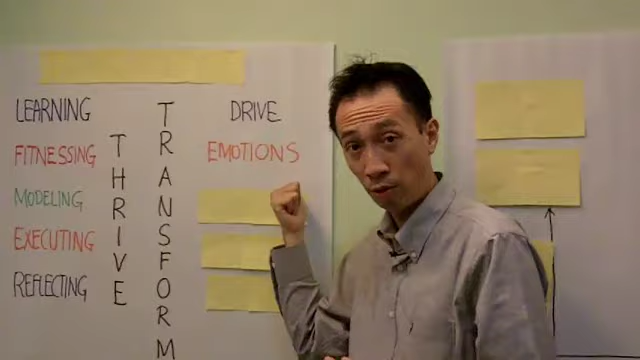 LEARNING
FITNESSING
MODELING
EXECUTING
REFLECTING
THRIVE
TRANSFORM
DRIVE
EMOTIONS